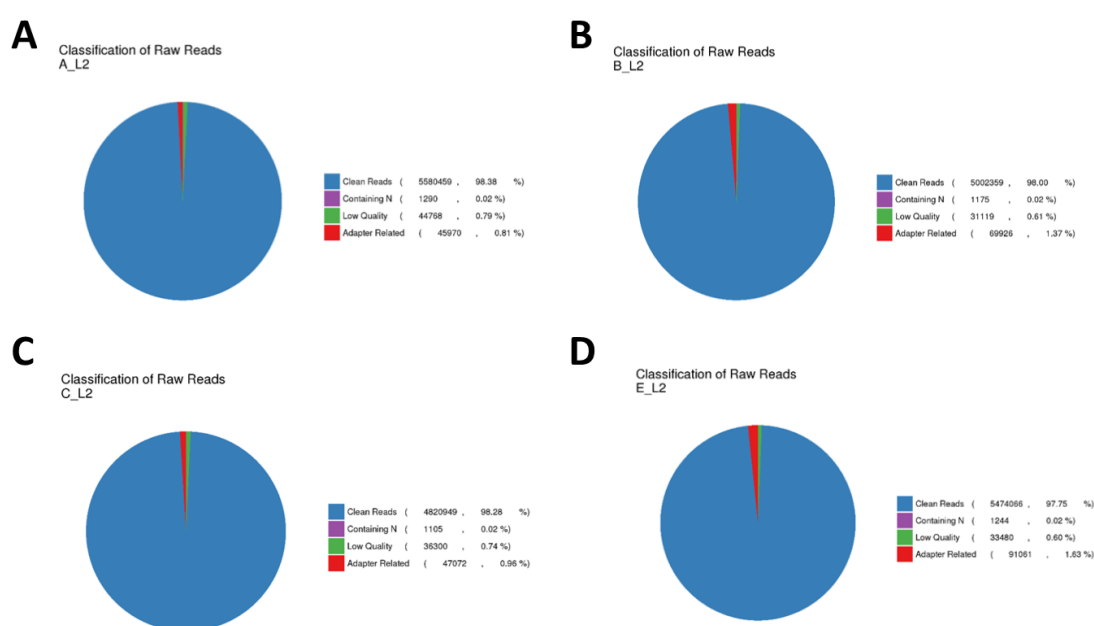 A
Classification of Raw Reads
A_L2
Clean Reads ( 5580459 , 98.38 %)
Containing N ( 1290 , 0.02 %)
Low Quality ( 44768 , 0.79 %)
Adapter Related ( 45970 , 0.81 %)
B
Classification of Raw Reads
B_L2
Clean Reads ( 5002359 , 98.00 %)
Containing N ( 1175 , 0.02 %)
Low Quality ( 31119 , 0.61 %)
Adapter Related ( 69926 , 1.37 %)
C
Classification of Raw Reads
C_L2
Clean Reads ( 4820949 , 98.28 %)
Containing N ( 1105 , 0.02 %)
Low Quality ( 36300 , 0.74 %)
Adapter Related ( 47072 , 0.96 %)
D
Classification of Raw Reads
E_L2
Clean Reads ( 5474066 , 97.75 %)
Containing N ( 1244 , 0.02 %)
Low Quality ( 33480 , 0.60 %)
Adapter Related ( 91061 , 1.63 %)